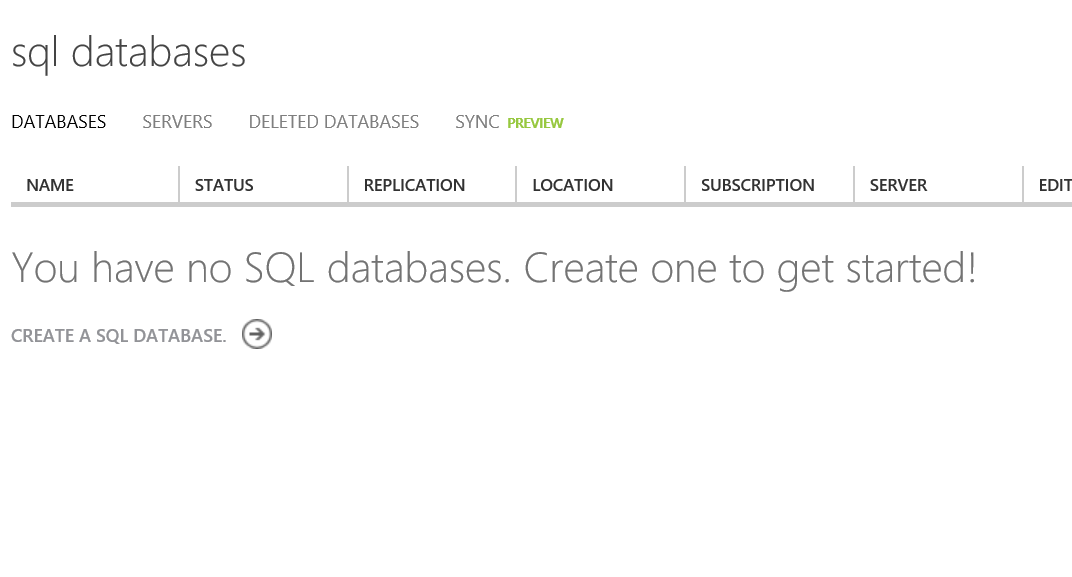 sql databases
DATABASES SERVERS DELETED DATABASES SYNC PREVIEW
NAME STATUS REPLICATION LOCATION SUBSCRIPTION SERVER EDIT
You have no SQL databases. Create one to get started!
CREATE A SQL DATABASE.